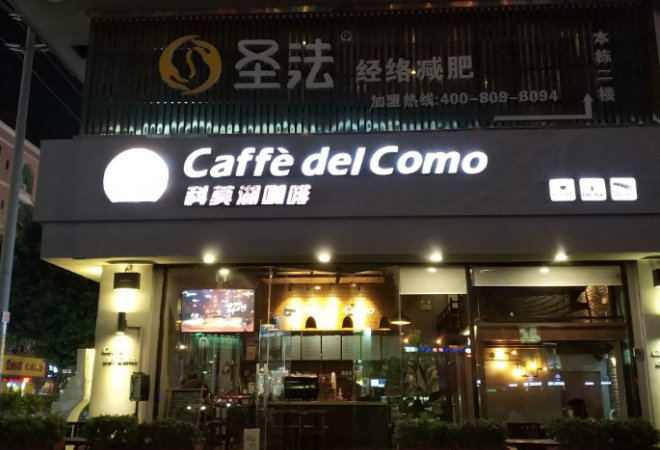 圣法 经络减肥
加盟热线:400-809-8094
本栋二楼
Caffè del Como
科莫湖咖啡
Como